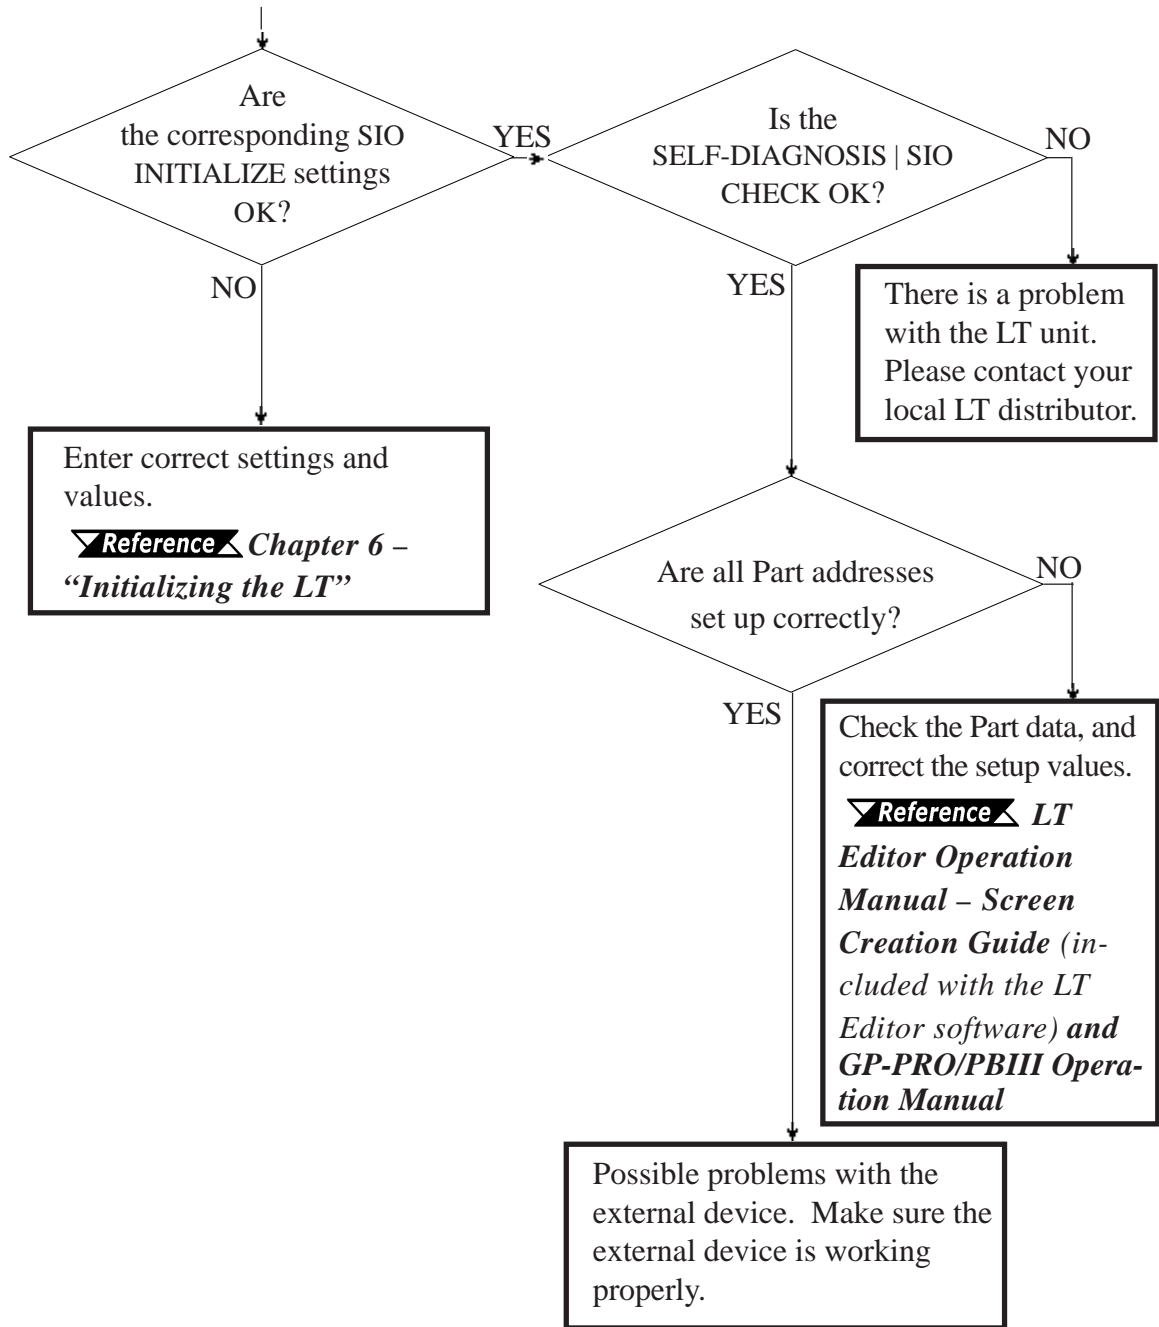 Are
the corresponding SIO
INITIALIZE settings
OK?
YES
NO
Is the
SELF-DIAGNOSIS | SIO
CHECK OK?
NO
YES
There is a problem
with the LT unit.
Please contact your
local LT distributor.
Enter correct settings and
values.
Reference Chapter 6 –
“Initializing the LT”
Are all Part addresses
set up correctly?
NO
YES
Check the Part data, and
correct the setup values.
Reference LT
Editor Operation
Manual – Screen
Creation Guide (in-
cluded with the LT
Editor software) and
GP-PRO/PBIII Opera-
tion Manual
Possible problems with the
external device. Make sure the
external device is working
properly.